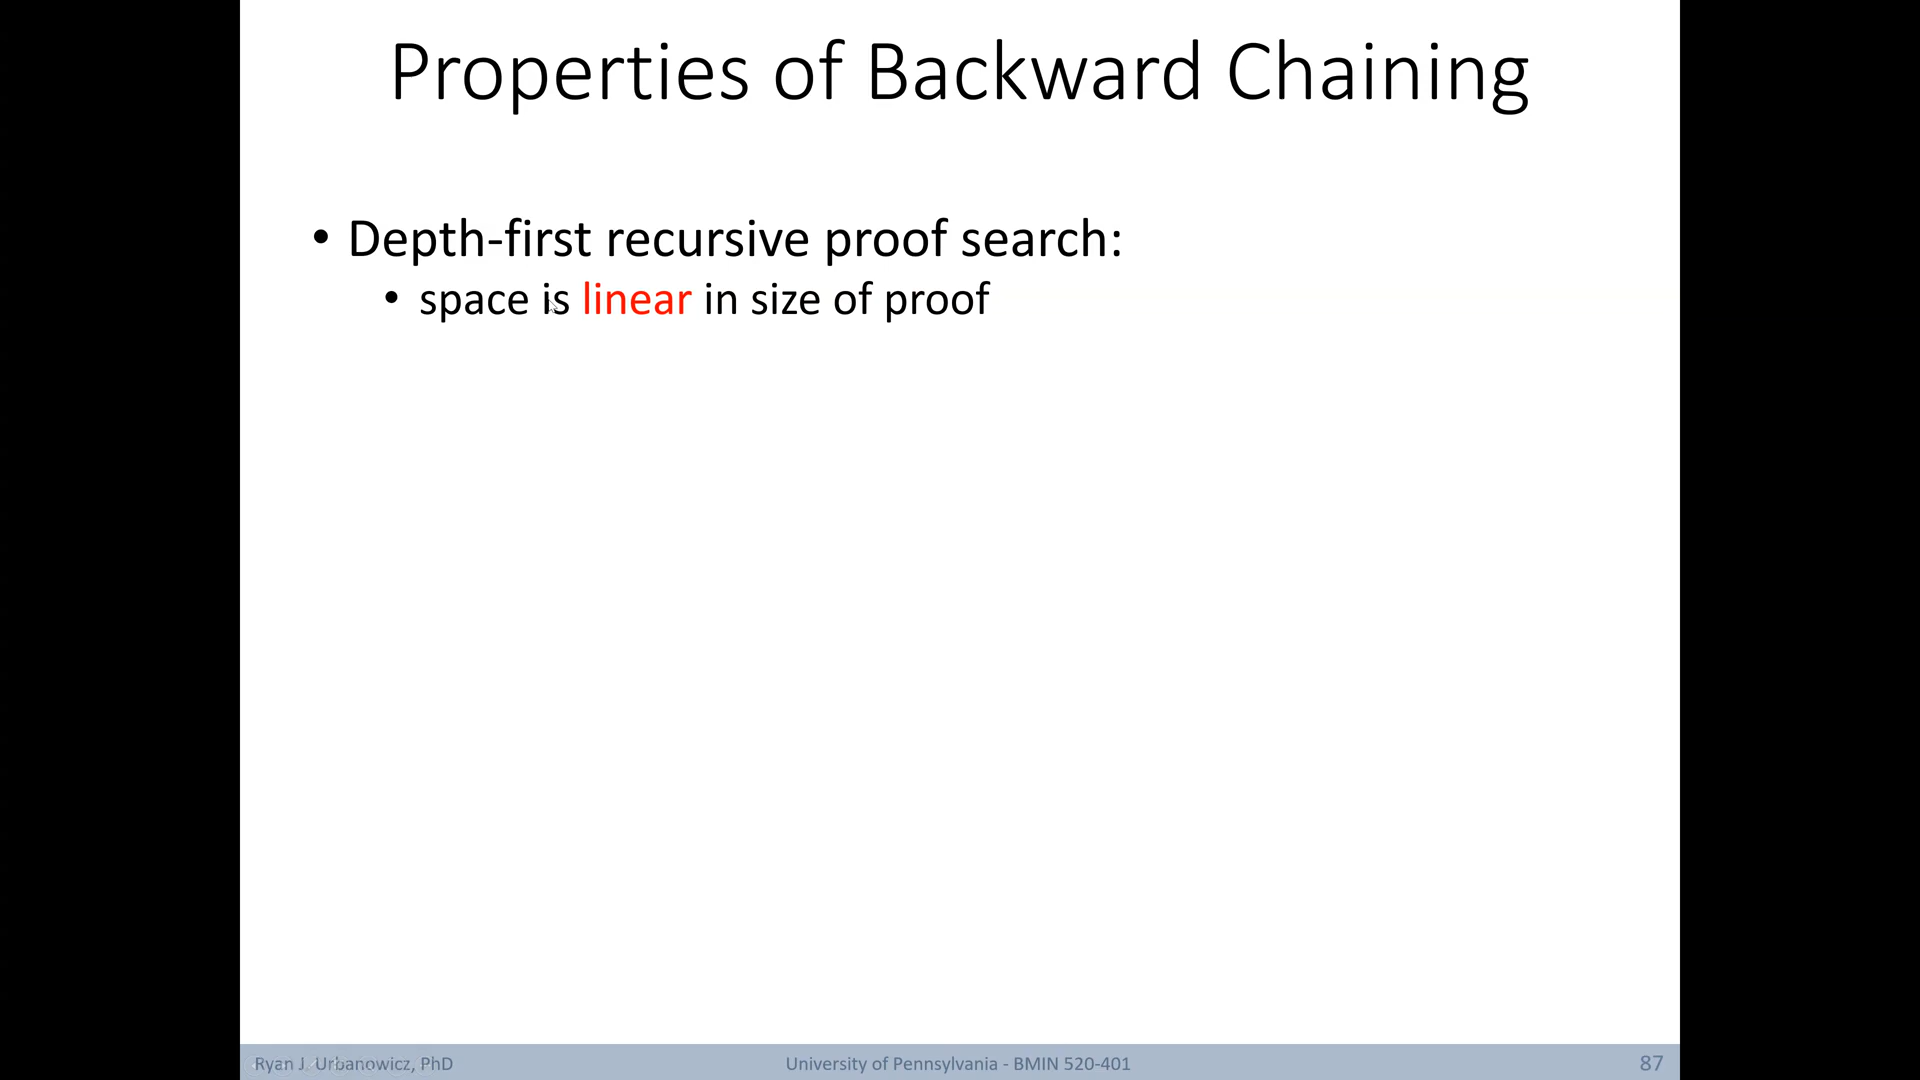 Properties of Backward Chaining
• Depth-first recursive proof search:
• space is linear in size of proof
Ryan J. Urbanowicz, PhD
University of Pennsylvania - BMIN 520-401
87